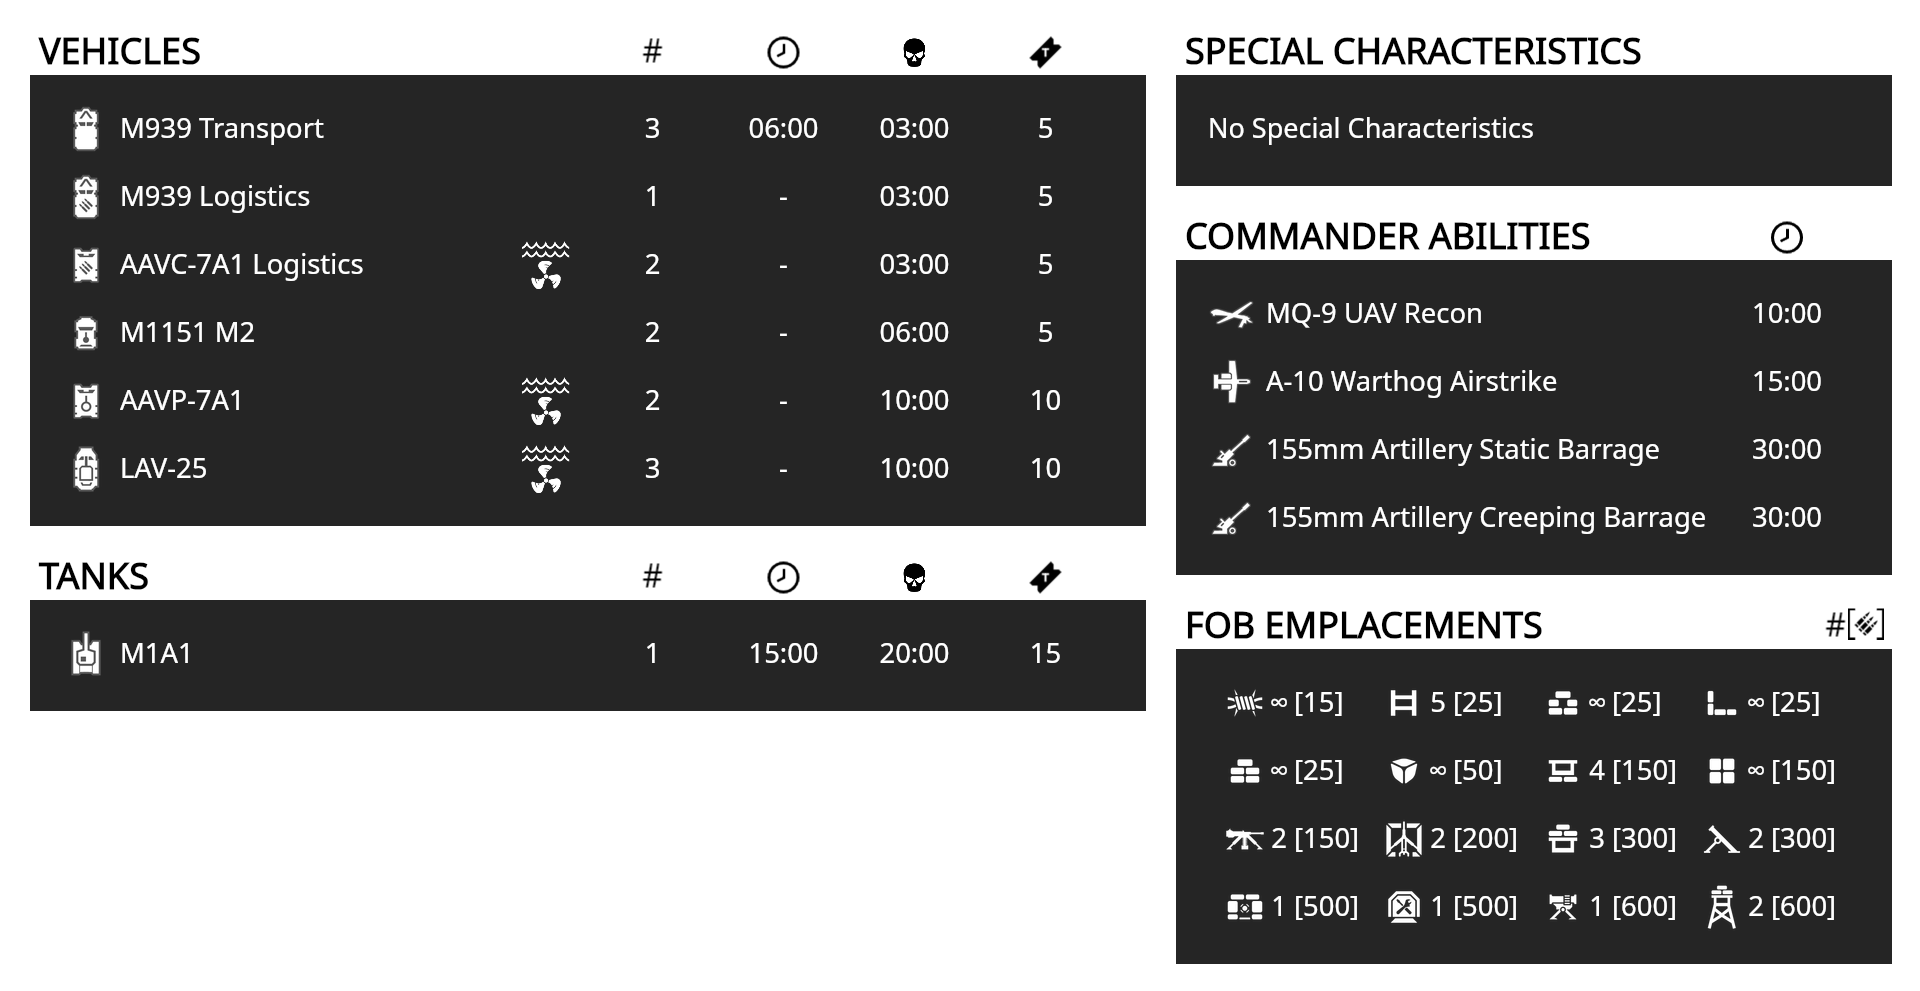 VEHICLES #
M939 Transport 3 06:00 03:00 5
M939 Logistics 1 - 03:00 5
AAVC-7A1 Logistics 2 - 03:00 5
M1151 M2 2 - 06:00 5
AAVP-7A1 2 - 10:00 10
LAV-25 3 - 10:00 10
TANKS #
M1A1 1 15:00 20:00 15
SPECIAL CHARACTERISTICS
No Special Characteristics
COMMANDER ABILITIES
MQ-9 UAV Recon 10:00
A-10 Warthog Airstrike 15:00
155mm Artillery Static Barrage 30:00
155mm Artillery Creeping Barrage 30:00
FOB EMPLACEMENTS #[]
∞ [15] 5 [25] ∞ [25] ∞ [25]
∞ [25] ∞ [50] 4 [150] ∞ [150]
2 [150] 2 [200] 3 [300] 2 [300]
1 [500] 1 [500] 1 [600] 2 [600]